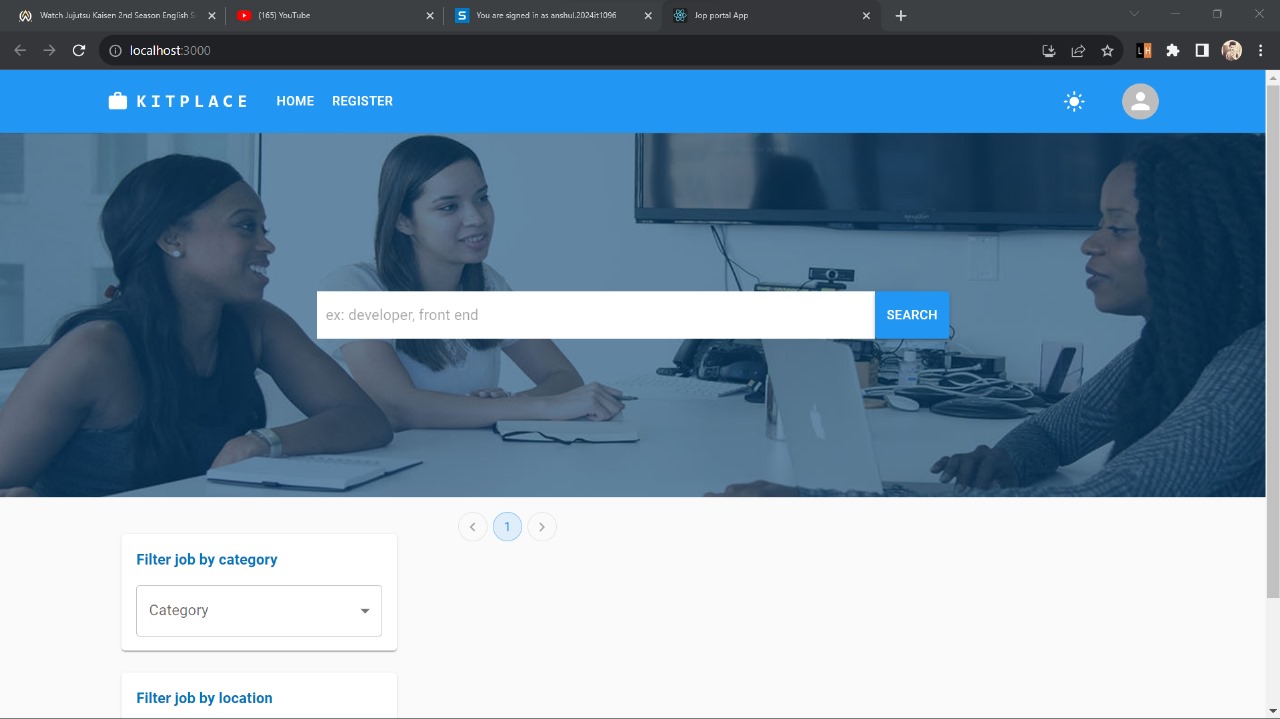 Watch Jujutsu Kaisen 2nd Season English S
(165) YouTube
You are signed in as anshul.2024it1096
Jop portal App
localhost:3000
KITPLACE
HOME
REGISTER
ex: developer, front end
SEARCH
1
Filter job by category
Category
Filter job by location